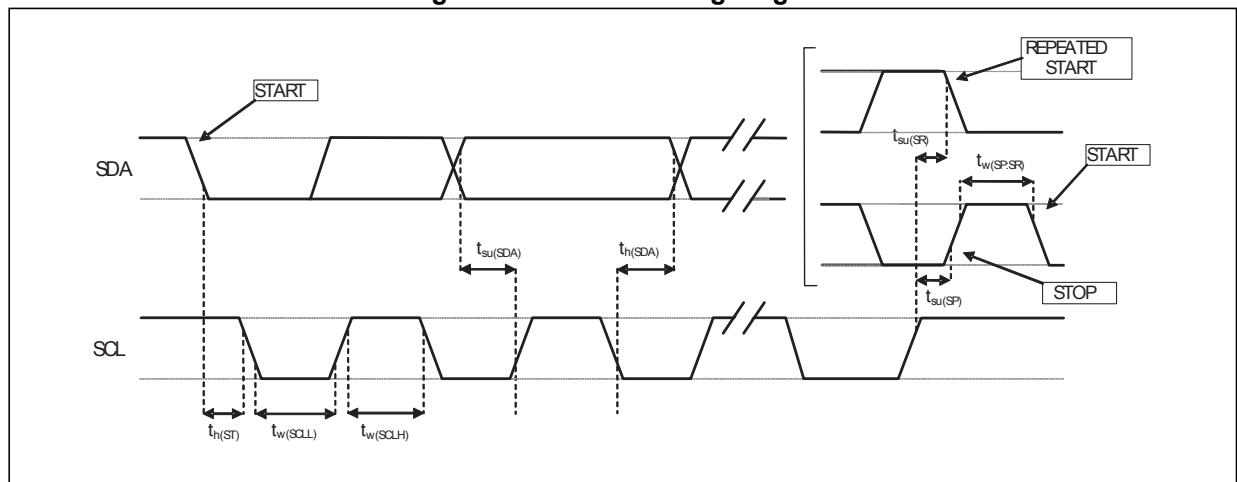 REPEATED
START
START
t_su(SR)
START
t_w(SP:SR)
SDA
t_su(SDA)
t_h(SDA)
t_su(SP)
STOP
SCL
t_h(ST)
t_w(SCLL)
t_w(SCLH)